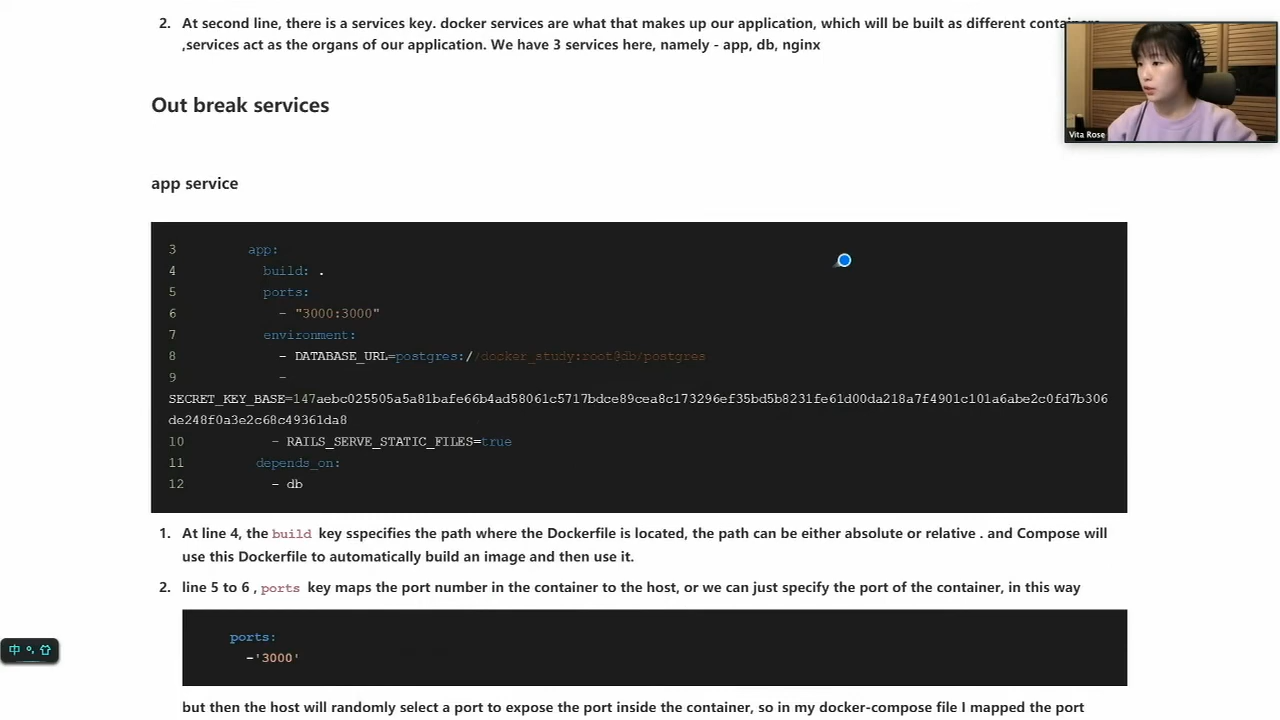 2. At second line, there is a services key. docker services are what that makes up our application, which will be built as different containers
,services act as the organs of our application. We have 3 services here, namely - app, db, nginx
Vita Rose
Out break services
app service
3 app:
4 build: .
5 ports:
6 - "3000:3000"
7 environment:
8 - DATABASE_URL=postgres://docker_study:root@db/postgres
9 -
SECRET_KEY_BASE=147aebc025505a5a81bafe66b4ad58061c5717bdce89cea8c173296ef35bd5b8231fe61d00da218a7f4901c101a6abe2c0fd7b306
de248f0a3e2c68c49361da8
10 - RAILS_SERVE_STATIC_FILES=true
11 depends_on:
12 - db
1. At line 4, the build key sspecifies the path where the Dockerfile is located, the path can be either absolute or relative . and Compose will
use this Dockerfile to automatically build an image and then use it.
2. line 5 to 6 , ports key maps the port number in the container to the host, or we can just specify the port of the container, in this way
ports:
-'3000'
中
but then the host will randomly select a port to expose the port inside the container, so in my docker-compose file I mapped the port